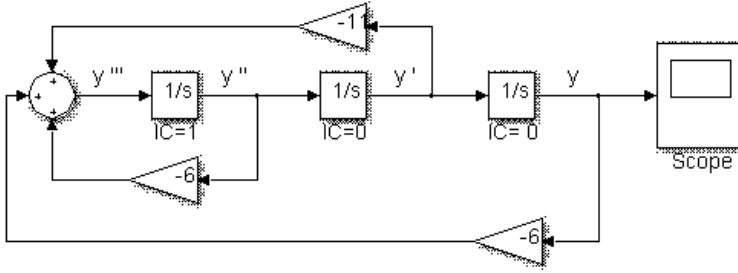 -11
y'''
y''
y'
y
+
+
+
1/s
1/s
1/s
IC=1
IC=0
IC= 0
Scope
-6
-6